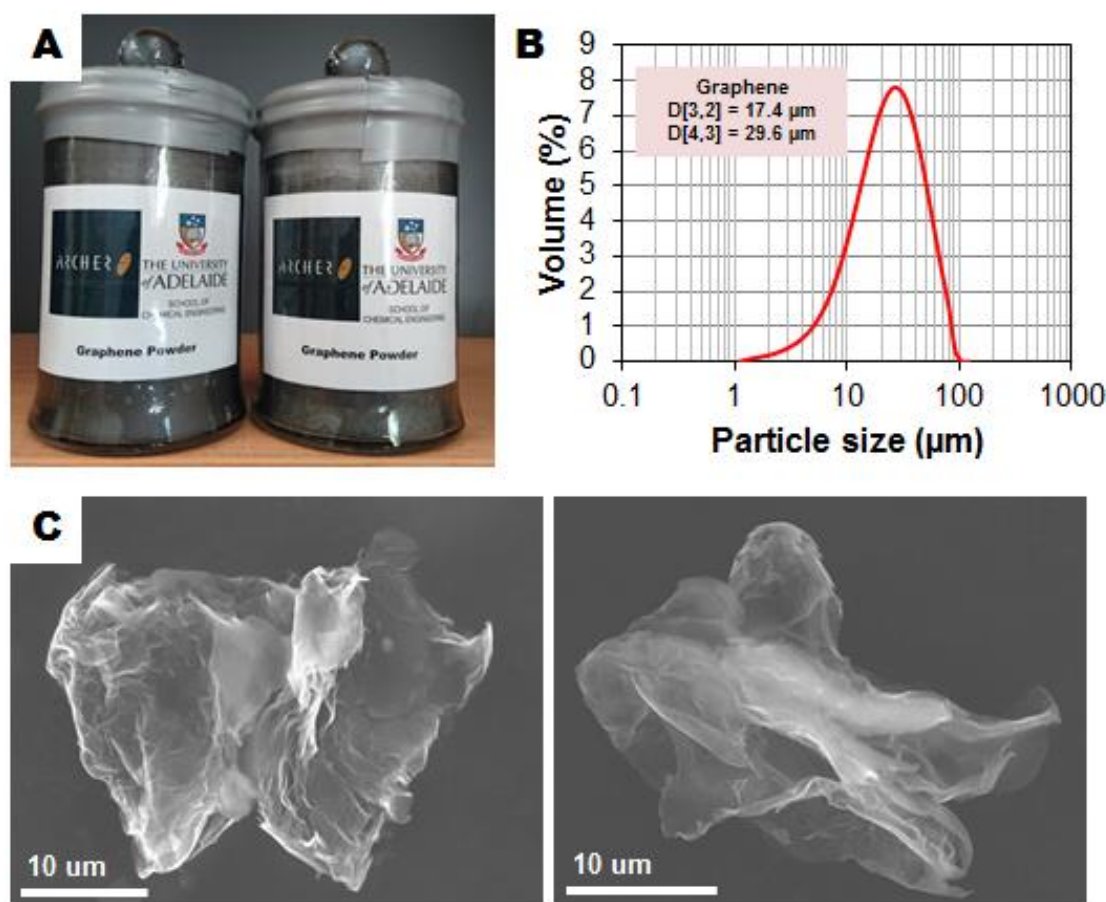 A
ARCHER
THE UNIVERSITY
of ADELAIDE
SCHOOL OF
CHEMICAL ENGINEERING
Graphene Powder
ARCHER
THE UNIVERSITY
of ADELAIDE
SCHOOL OF
CHEMICAL ENGINEERING
Graphene Powder
B
9
8
7
6
5
4
3
2
1
0
Volume (%)
Graphene
D[3,2] = 17.4 µm
D[4,3] = 29.6 µm
0.1 1 10 100 1000
Particle size (µm)
C
10 um
10 um